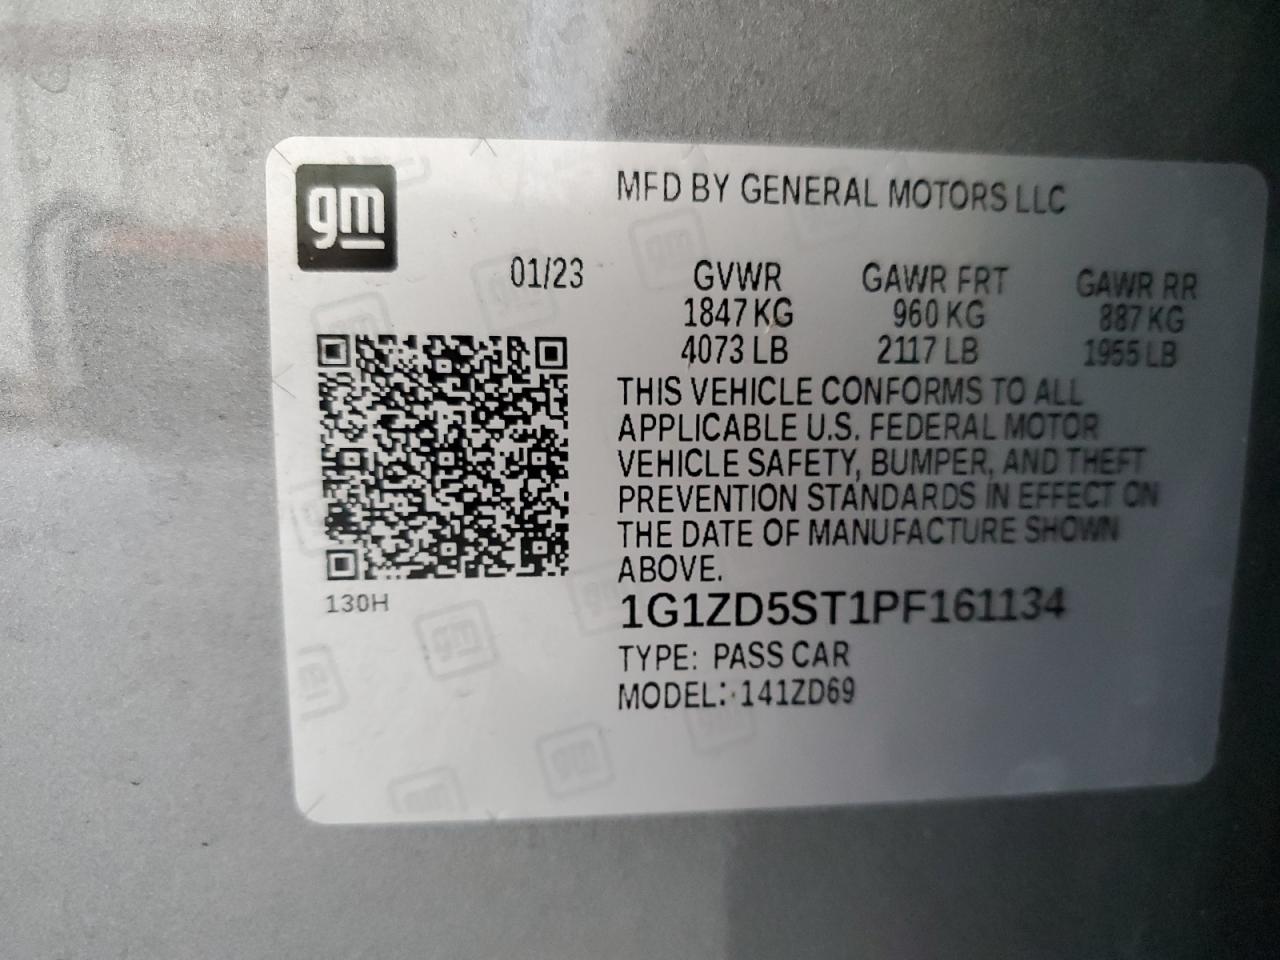 gm
MFD BY GENERAL MOTORS LLC
01/23 GVWR GAWR FRT GAWR RR
1847 KG 960 KG 887 KG
4073 LB 2117 LB 1955 LB
THIS VEHICLE CONFORMS TO ALL
APPLICABLE U.S. FEDERAL MOTOR
VEHICLE SAFETY, BUMPER, AND THEFT
PREVENTION STANDARDS IN EFFECT ON
THE DATE OF MANUFACTURE SHOWN
ABOVE.
130H
1G1ZD5ST1PF161134
TYPE: PASS CAR
MODEL: 141ZD69